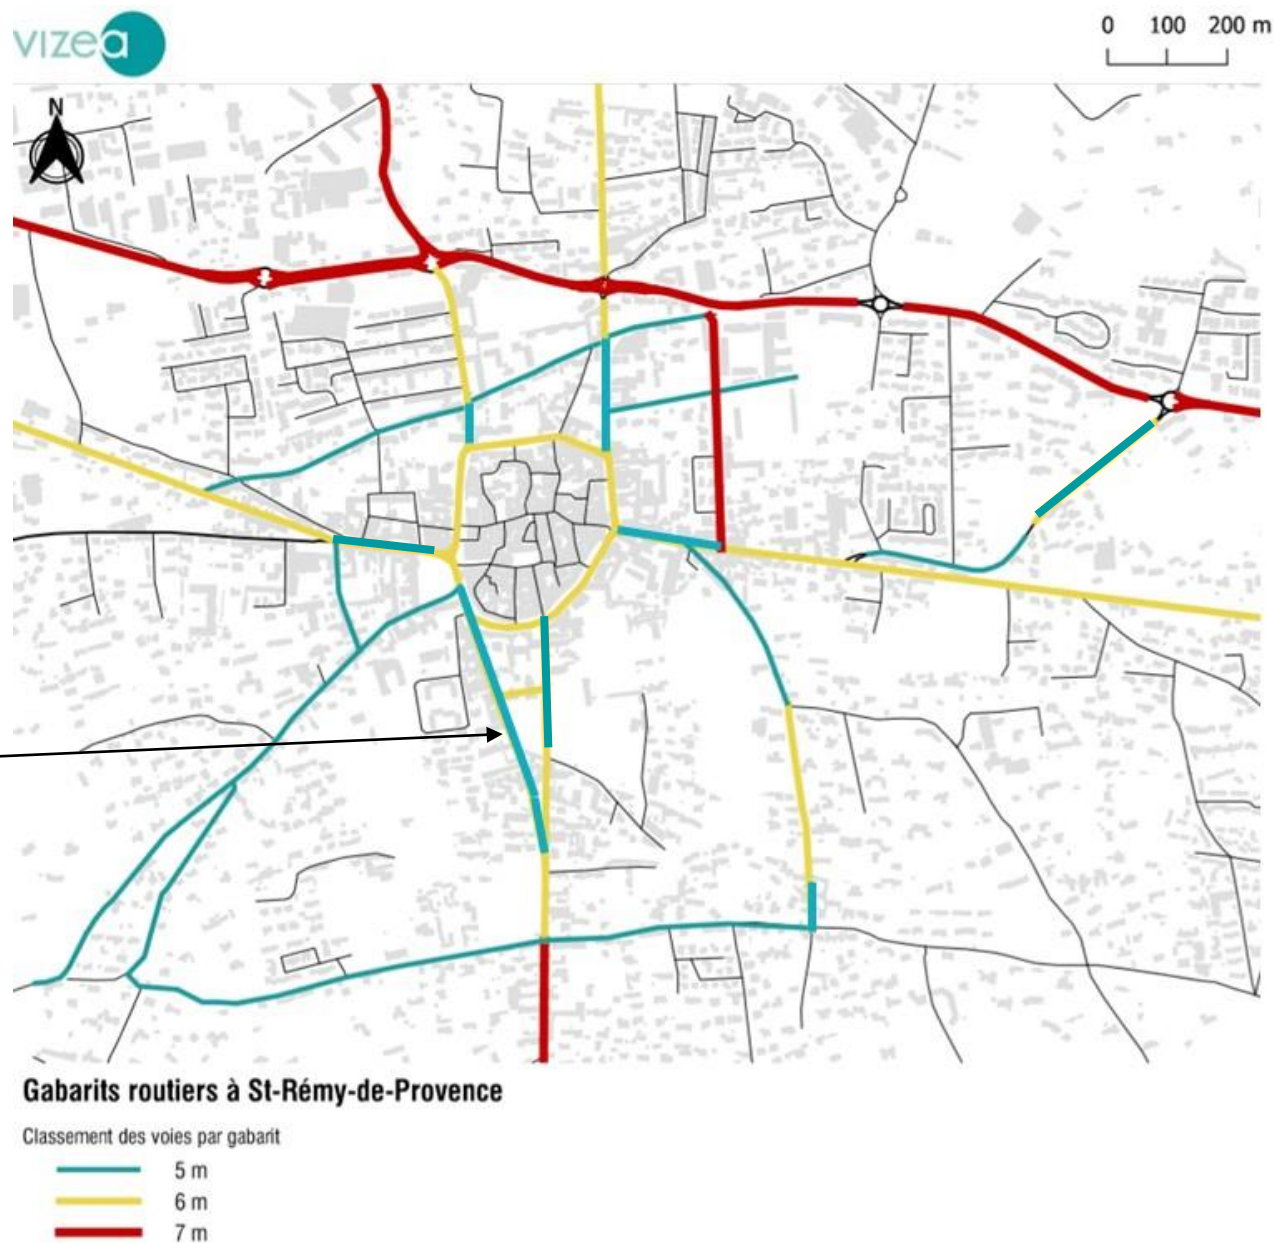 vizea
0 100 200 m
N
Gabarits routiers à St-Rémy-de-Provence
Classement des voies par gabarit
5 m
6 m
7 m